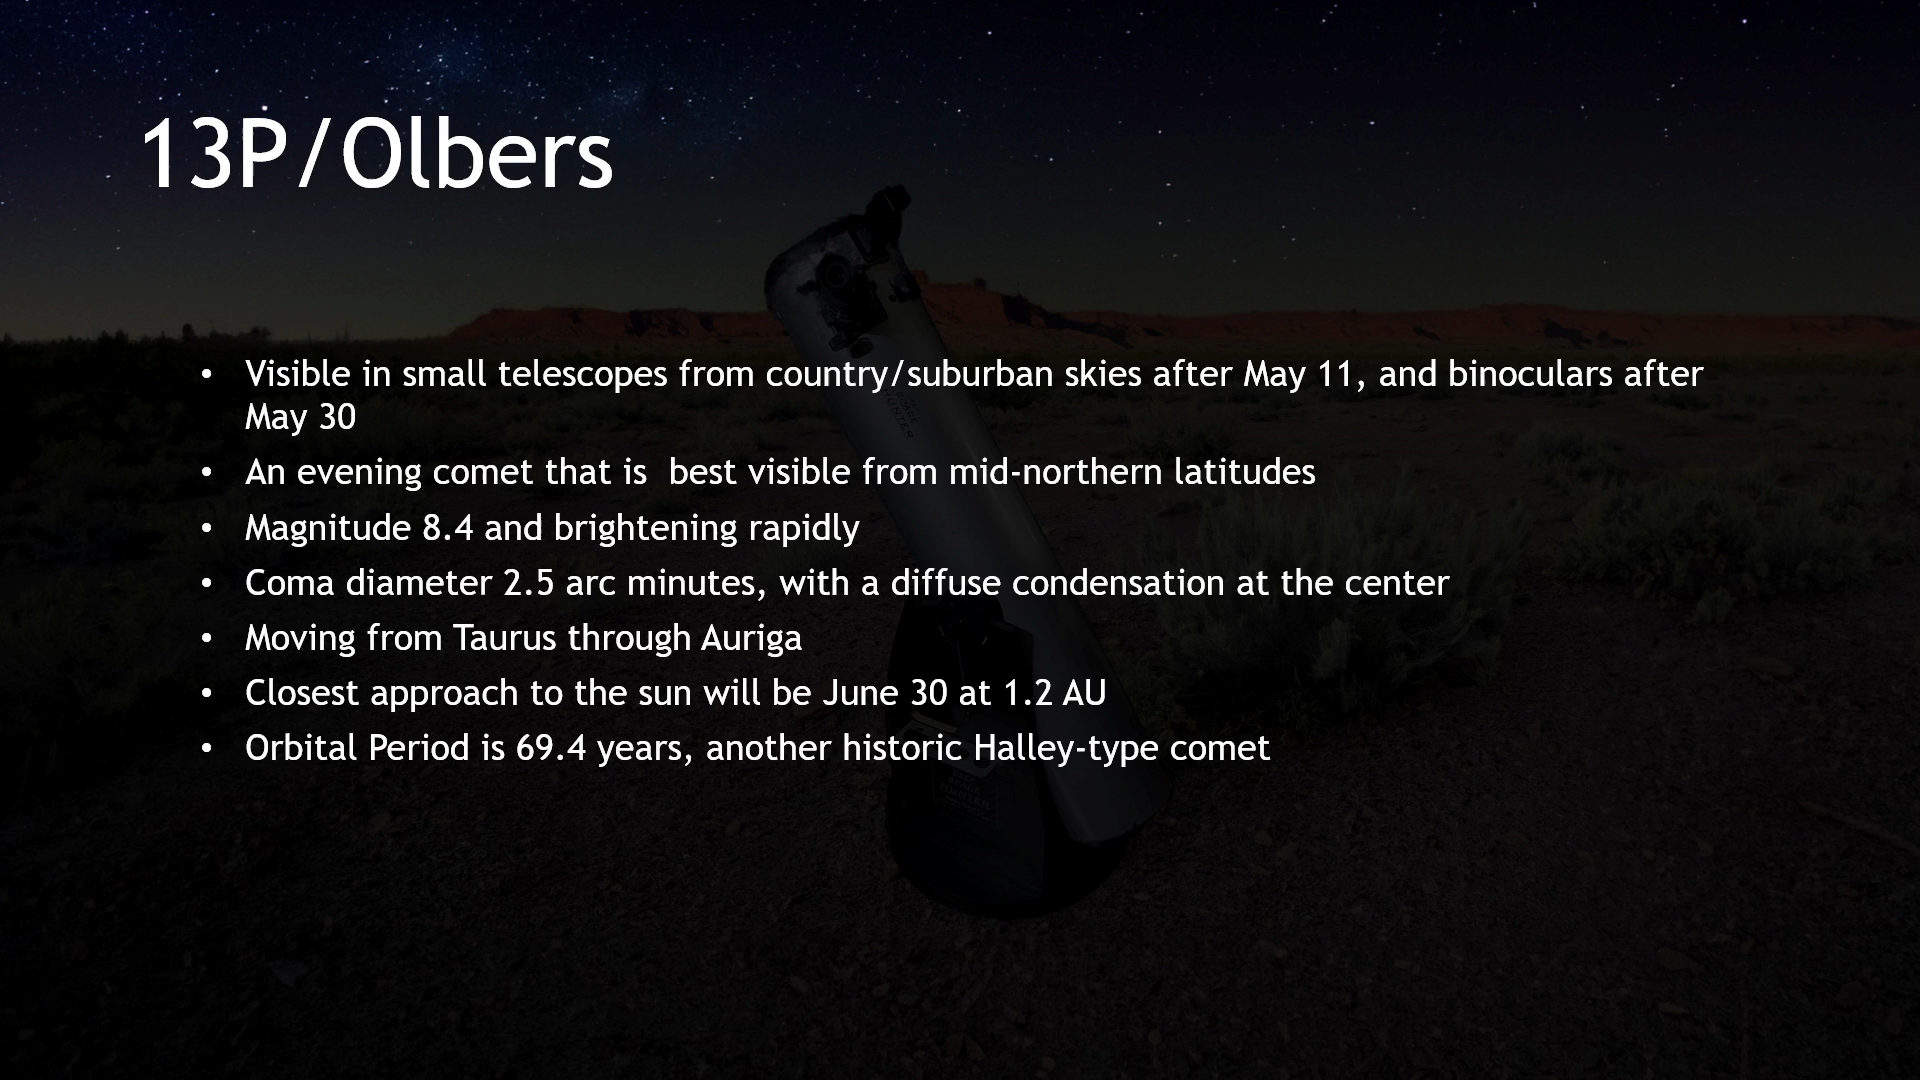 13P/Olbers
• Visible in small telescopes from country/suburban skies after May 11, and binoculars after
May 30
• An evening comet that is  best visible from mid-northern latitudes
• Magnitude 8.4 and brightening rapidly
• Coma diameter 2.5 arc minutes, with a diffuse condensation at the center
• Moving from Taurus through Auriga
• Closest approach to the sun will be June 30 at 1.2 AU
• Orbital Period is 69.4 years, another historic Halley-type comet
HUNTER